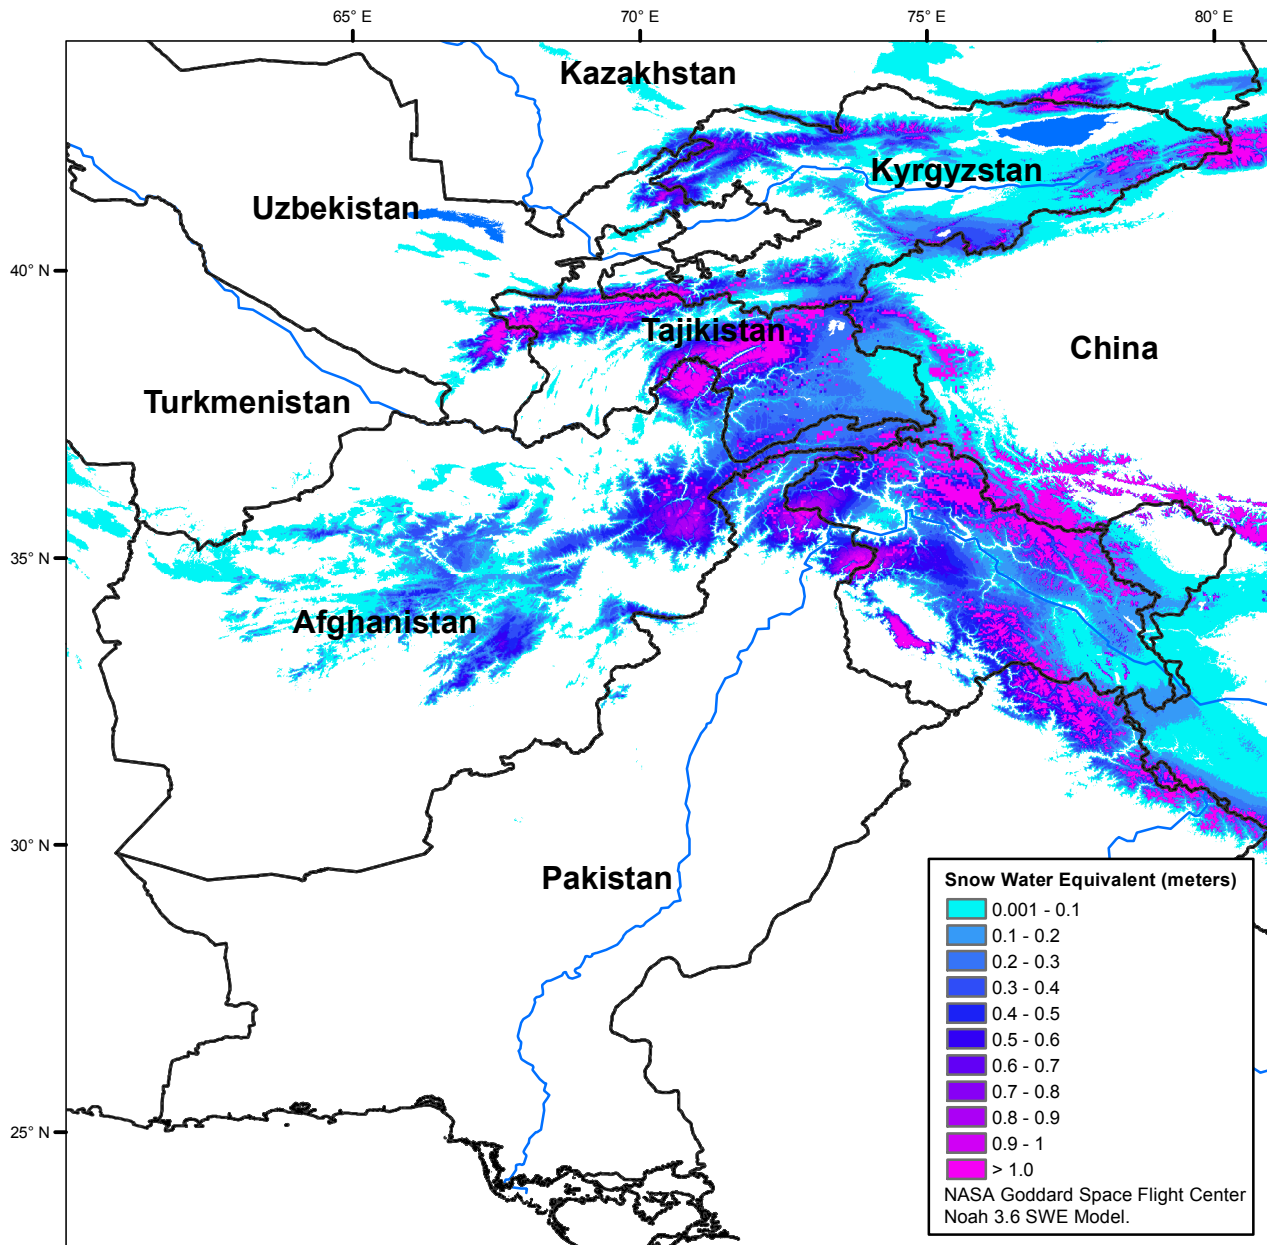 65° E
70° E
75° E
80° E
Kazakhstan
Kyrgyzstan
Uzbekistan
40° N
Tajikistan
China
Turkmenistan
35° N
Afghanistan
30° N
Pakistan
25° N
Snow Water Equivalent (meters)
0.001 - 0.1
0.1 - 0.2
0.2 - 0.3
0.3 - 0.4
0.4 - 0.5
0.5 - 0.6
0.6 - 0.7
0.7 - 0.8
0.8 - 0.9
0.9 - 1
> 1.0
NASA Goddard Space Flight Center
Noah 3.6 SWE Model.